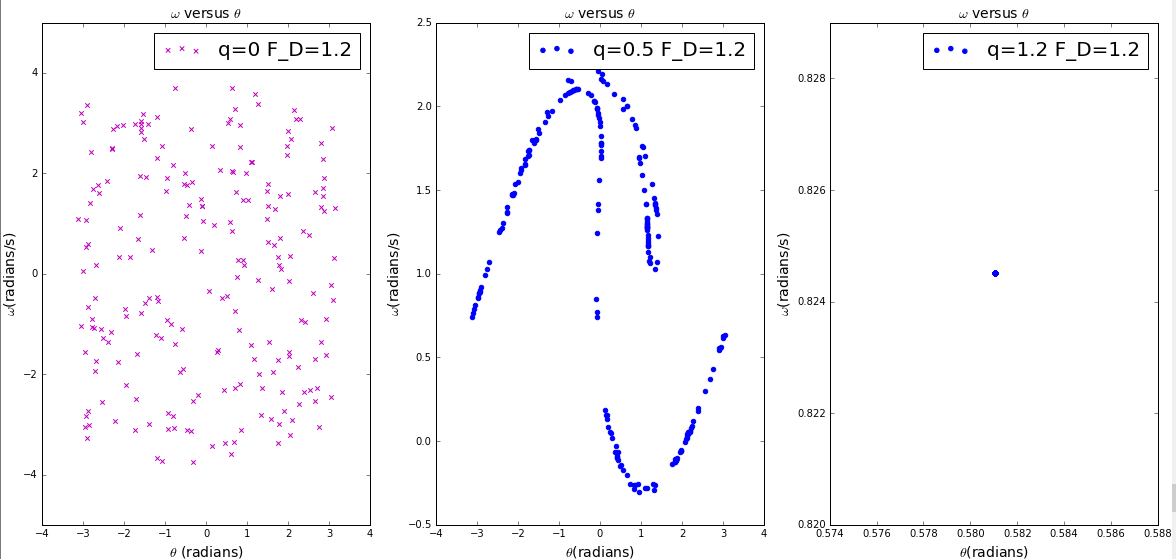 ω versus θ
q=0 F_D=1.2
ω(radians/s)
4
2
0
−2
−4
−4 −3 −2 −1 0 1 2 3 4
θ (radians)
ω versus θ
q=0.5 F_D=1.2
ω(radians/s)
2.5
2.0
1.5
1.0
0.5
0.0
−0.5
−4 −3 −2 −1 0 1 2 3 4
θ(radians)
ω versus θ
q=1.2 F_D=1.2
ω(radians/s)
0.828
0.826
0.824
0.822
0.820
0.574 0.576 0.578 0.580 0.582 0.584 0.586 0.588
θ(radians)